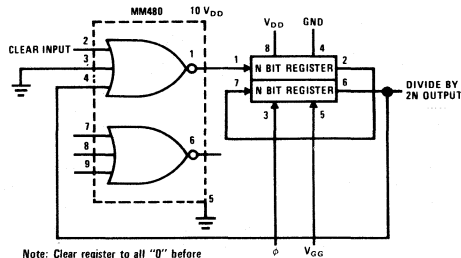 MM480 10 VDD
VDD GND
CLEAR INPUT 2 1 8 4
3 1 N BIT REGISTER 2
4 7 N BIT REGISTER 6 DIVIDE BY
2N OUTPUT
3 5
7
8 6
9
5
Note: Clear register to all "0" before
ϕ VGG